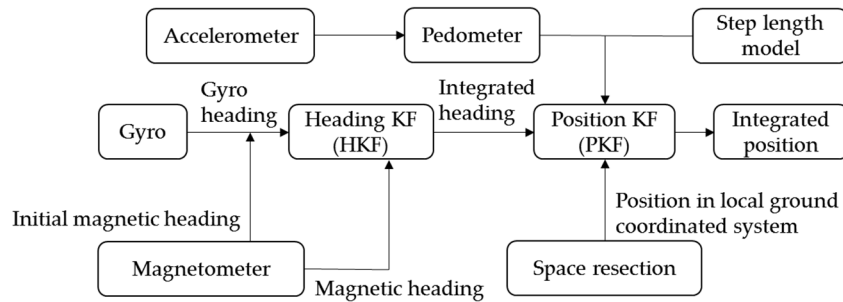 Accelerometer
Pedometer
Step length
model
Gyro
heading
Integrated
heading
Gyro
Heading KF
(HKF)
Position KF
(PKF)
Integrated
position
Initial magnetic heading
Position in local ground
coordinated system
Magnetometer
Magnetic heading
Space resection